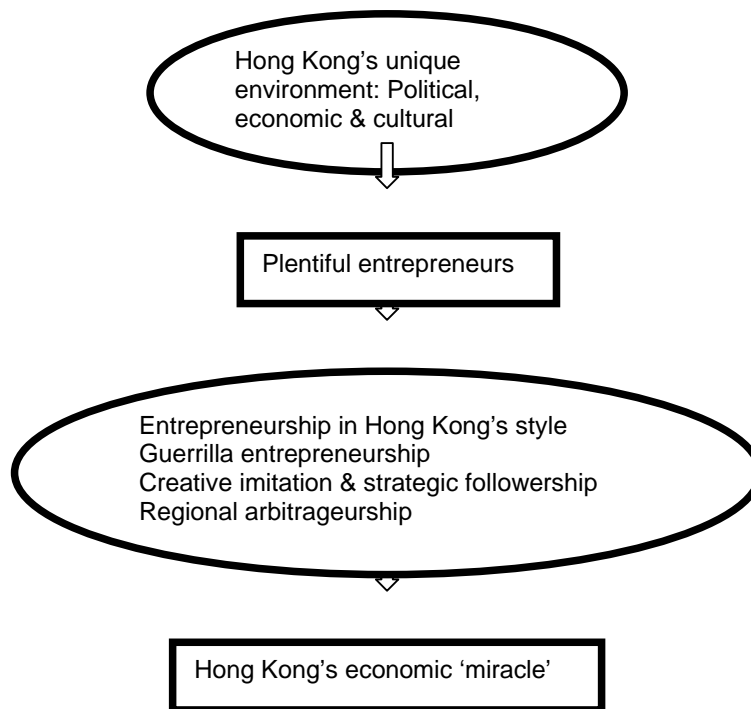 Hong Kong’s unique
environment: Political,
economic & cultural
Plentiful entrepreneurs
Entrepreneurship in Hong Kong’s style
Guerrilla entrepreneurship
Creative imitation & strategic followership
Regional arbitrageurship
Hong Kong’s economic ‘miracle’